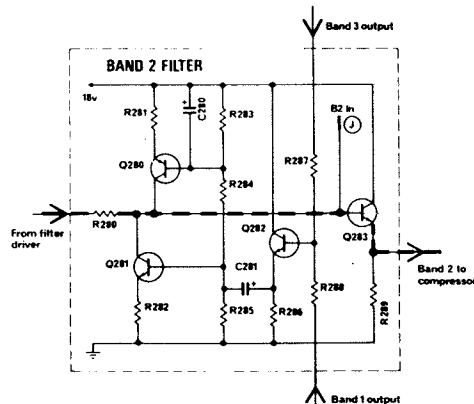 Band 3 output
BAND 2 FILTER
18v
R281
C280
R283
B2 In
J
Q280
R284
R287
From filter
driver
R280
Q282
Q283
Q281
C281
Band 2 to
compressor
R282
R285
R286
R288
R289
Band 1 output